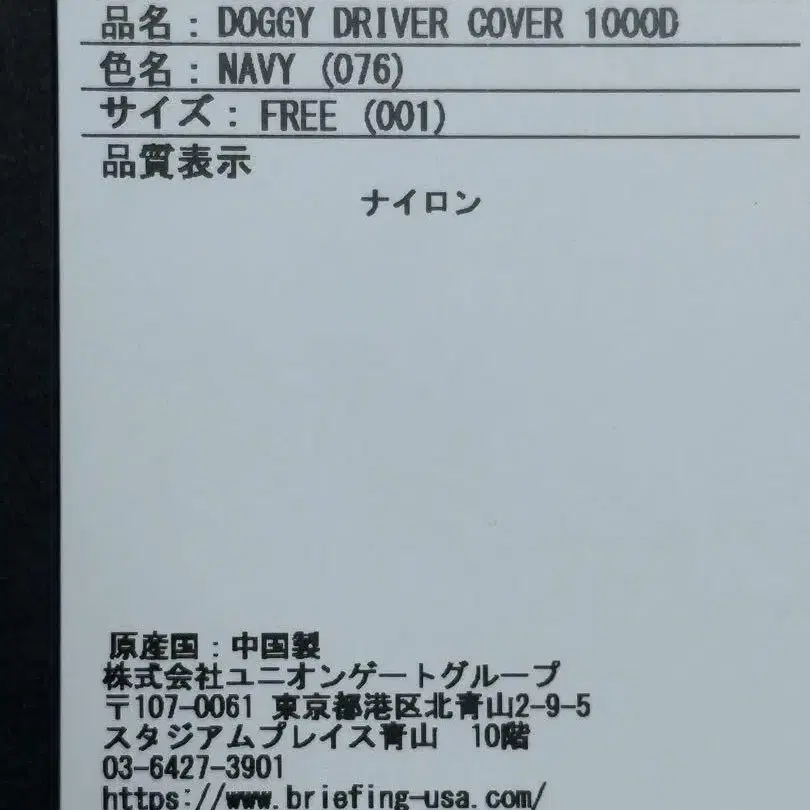 品名：DOGGY DRIVER COVER 1000D
色名：NAVY (076)
サイズ：FREE (001)
品質表示
ナイロン
原産国：中国製
株式会社ユニオンゲートグループ
〒107-0061 東京都港区北青山2-9-5
スタジアムプレイス青山　10階
03-6427-3901
https://www.briefing-usa.com/